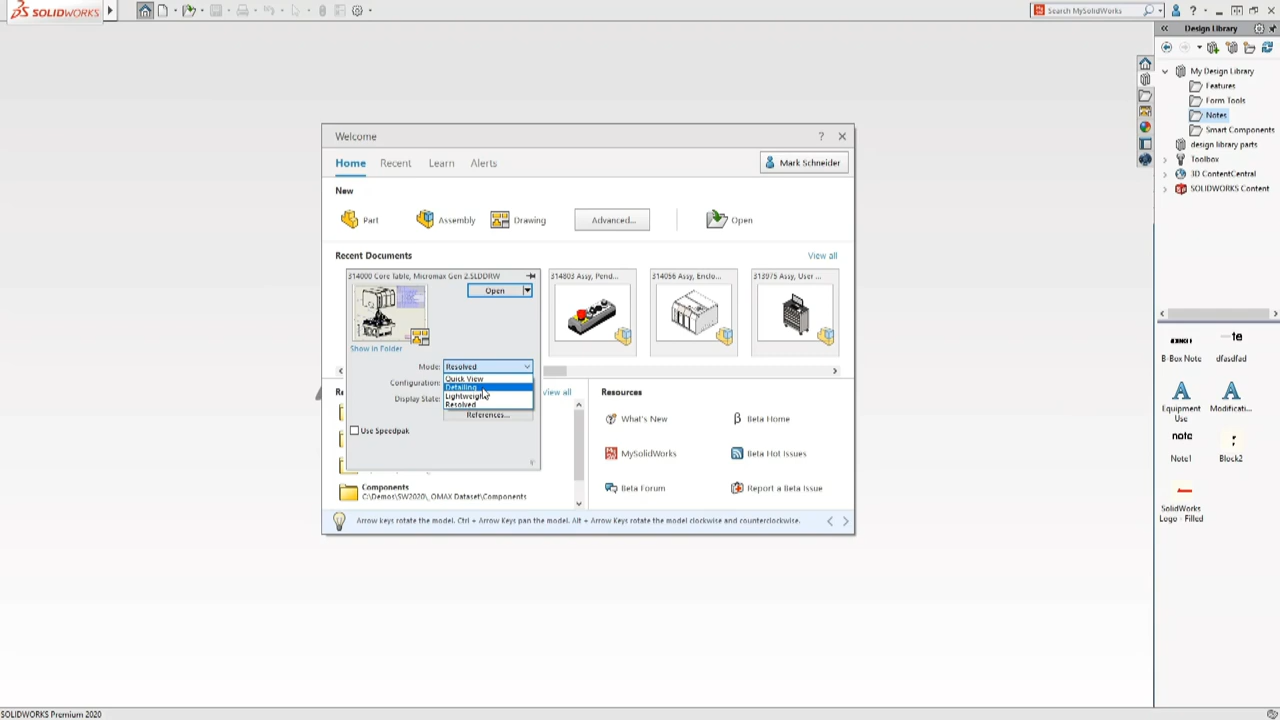 SOLIDWORKS
Search MySolidWorks
Design Library
My Design Library
Features
Form Tools
Notes
Smart Components
design library parts
Toolbox
3D ContentCentral
SOLIDWORKS Content
Welcome
Home Recent Learn Alerts
Mark Schneider
New
Part Assembly Drawing Advanced... Open
Recent Documents View all
314000 Core Table, Micromax Gen 2.SLDDRW
Open
314803 Assy, Pend...
314056 Assy, Enclo...
313975 Assy, User ...
Show in Folder
Mode: Resolved
Quick View
Detailing
Lightweight
Resolved
Configuration:
Display State:
References...
Use Speedpak
View all
Components
C:\Demos\SW2020\_OMAX Dataset\Components
Resources
What's New
Beta Home
MySolidWorks
Beta Hot Issues
Beta Forum
Report a Beta Issue
Arrow keys rotate the model. Ctrl + Arrow Keys pan the model. Alt + Arrow Keys rotate the model clockwise and counterclockwise.
B-Box Note
dfasdfad
Equipment Use
Modificati...
note
Note1
Block2
SolidWorks Logo - Filled
SOLIDWORKS Premium 2020